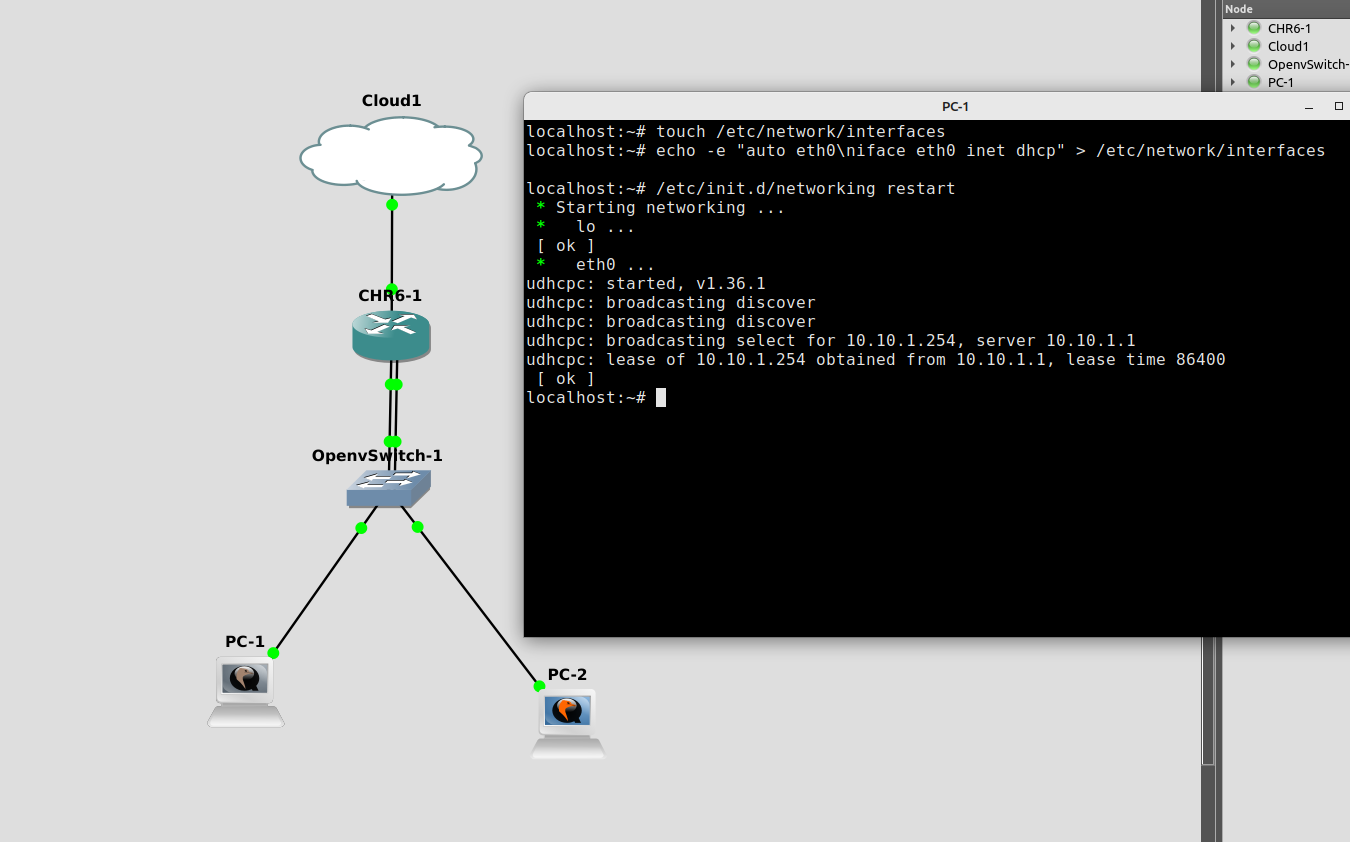 Node
CHR6-1
Cloud1
OpenvSwitch-
PC-1
Cloud1
CHR6-1
OpenvSwitch-1
PC-1
PC-2
PC-1
localhost:~# touch /etc/network/interfaces
localhost:~# echo -e "auto eth0\niface eth0 inet dhcp" > /etc/network/interfaces
localhost:~# /etc/init.d/networking restart
* Starting networking ...
*   lo ...
[ ok ]
*   eth0 ...
udhcpc: started, v1.36.1
udhcpc: broadcasting discover
udhcpc: broadcasting discover
udhcpc: broadcasting select for 10.10.1.254, server 10.10.1.1
udhcpc: lease of 10.10.1.254 obtained from 10.10.1.1, lease time 86400
[ ok ]
localhost:~#